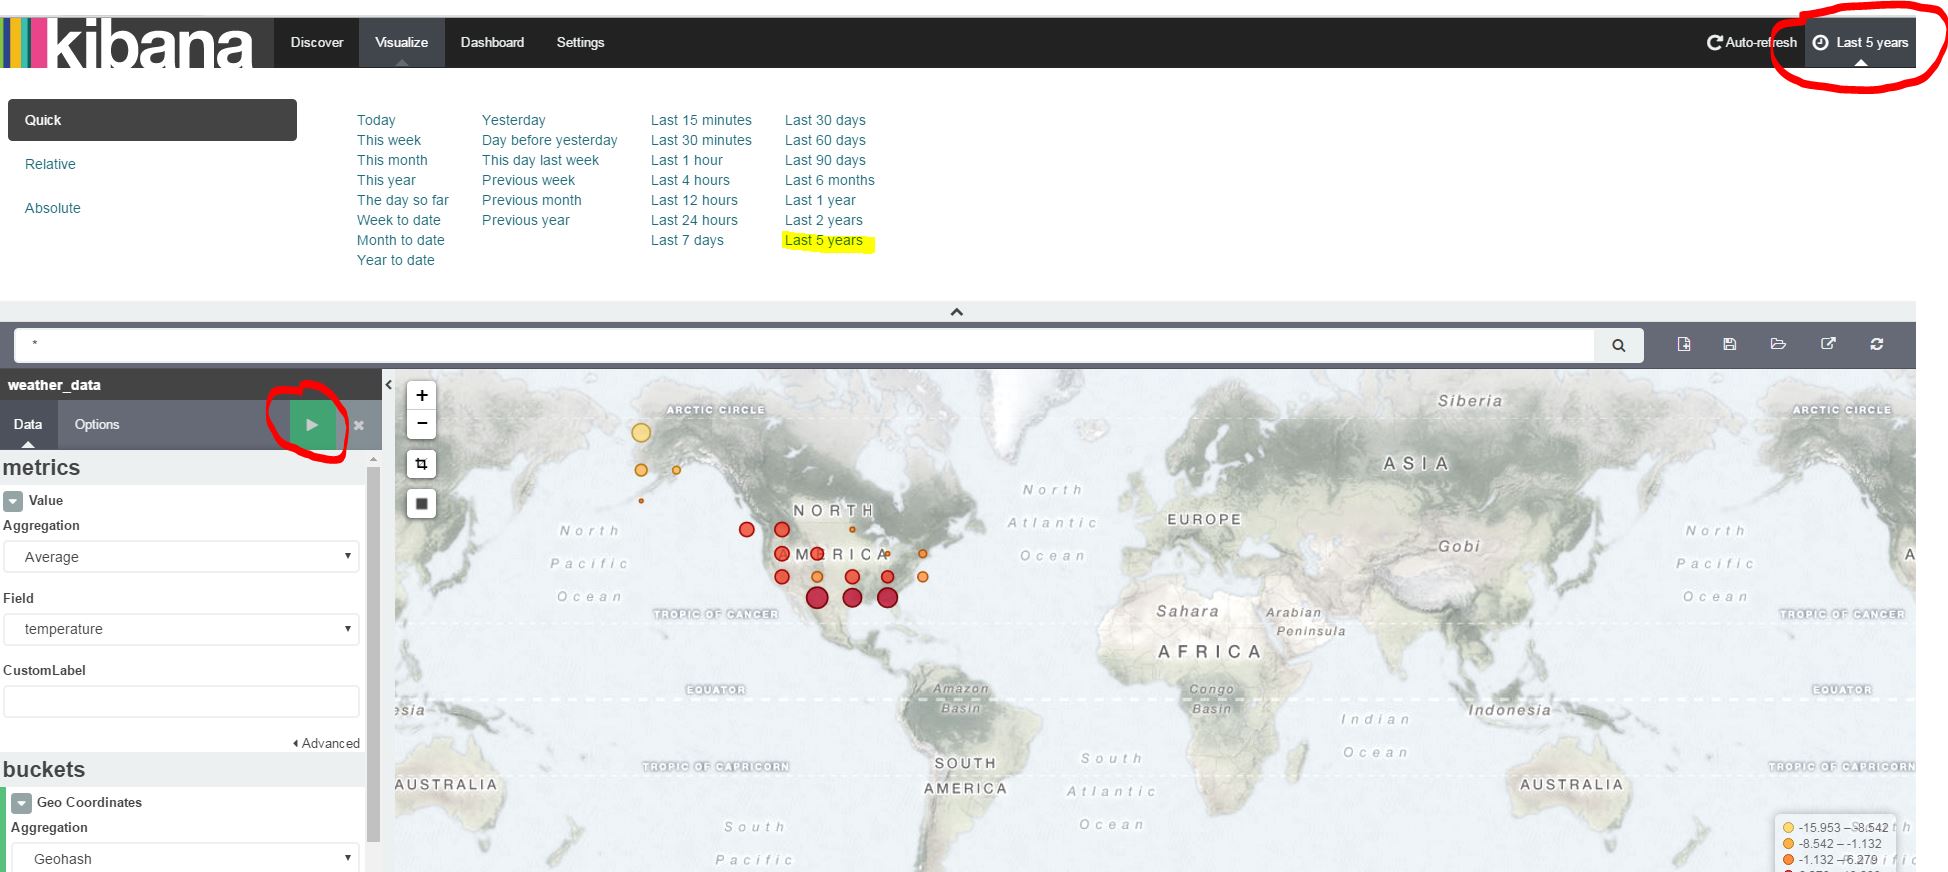 kibana
Discover
Visualize
Dashboard
Settings
Auto-refresh
Last 5 years
Quick
Relative
Absolute
Today
This week
This month
This year
The day so far
Week to date
Month to date
Year to date
Yesterday
Day before yesterday
This day last week
Previous week
Previous month
Previous year
Last 15 minutes
Last 30 minutes
Last 1 hour
Last 4 hours
Last 12 hours
Last 24 hours
Last 7 days
Last 30 days
Last 60 days
Last 90 days
Last 6 months
Last 1 year
Last 2 years
Last 5 years
*
weather_data
Data
Options
metrics
Value
Aggregation
Average
Field
temperature
CustomLabel
Advanced
buckets
Geo Coordinates
Aggregation
Geohash
+
−
ARCTIC CIRCLE
Siberia
ARCTIC CIRCLE
ASIA
NORTH
AMERICA
North
Atlantic
Ocean
EUROPE
North
Pacific
Ocean
Gobi
North
Pacific
Ocean
A
TROPIC OF CANCER
Sahara
Arabian
Peninsula
TROPIC OF CANCER
AFRICA
EQUATOR
Amazon
Basin
Congo
Basin
EQUATOR
esia
Indonesia
Indian
Ocean
TROPIC OF CAPRICORN
SOUTH
AMERICA
South
Atlantic
Ocean
TROPIC OF CAPRICORN
AUSTRALIA
AUSTRALIA
South
Pacific
-15.953 – -8.542
-8.542 – -1.132
-1.132 – 6.279